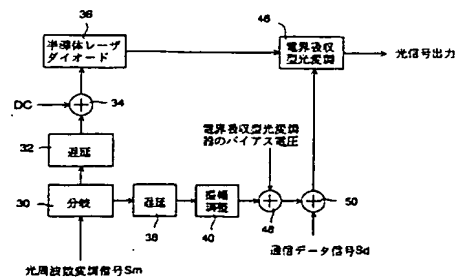 36
半導体レーザ
ダイオード
46
電界吸収
型光変調
光信号出力
DC
34
32
遅延
電界吸収型光変調
器のバイアス電圧
30
分岐
遅延
38
振幅
調整
40
48
50
光周波数変調信号Sm
通信データ信号Sd